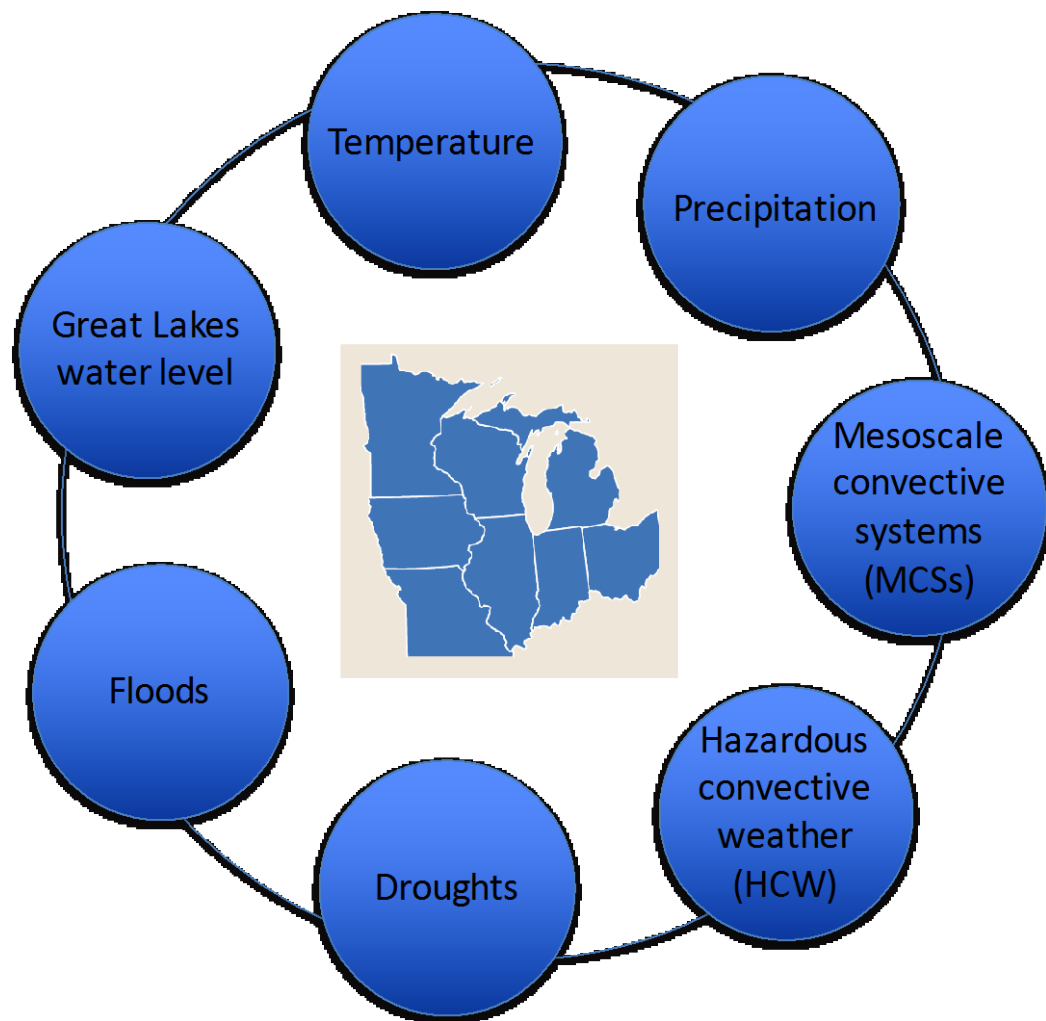 Temperature
Precipitation
Great Lakes
water level
Mesoscale
convective
systems
(MCSs)
Floods
Hazardous
convective
weather
(HCW)
Droughts